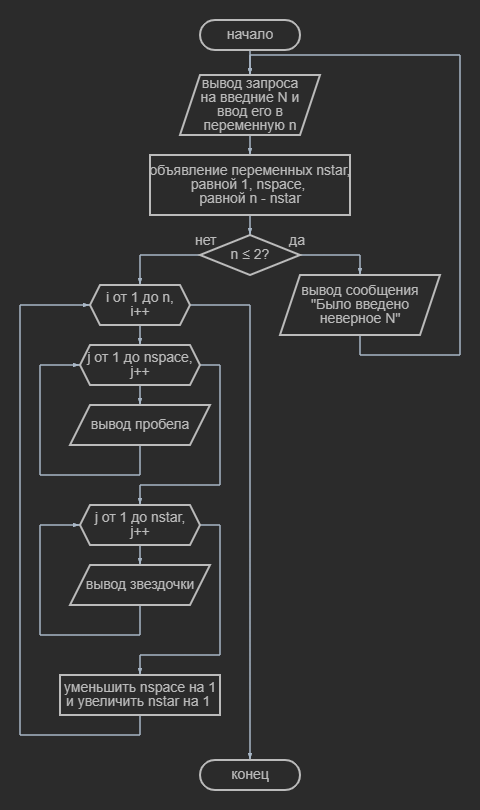 начало
вывод запроса
на введние N и
ввод его в
переменную n
объявление переменных nstar,
равной 1, nspace,
равной n - nstar
нет
да
n ≤ 2?
i от 1 до n,
i++
вывод сообщения
"Было введено
неверное N"
j от 1 до nspace,
j++
вывод пробела
j от 1 до nstar,
j++
вывод звездочки
уменьшить nspace на 1
и увеличить nstar на 1
конец